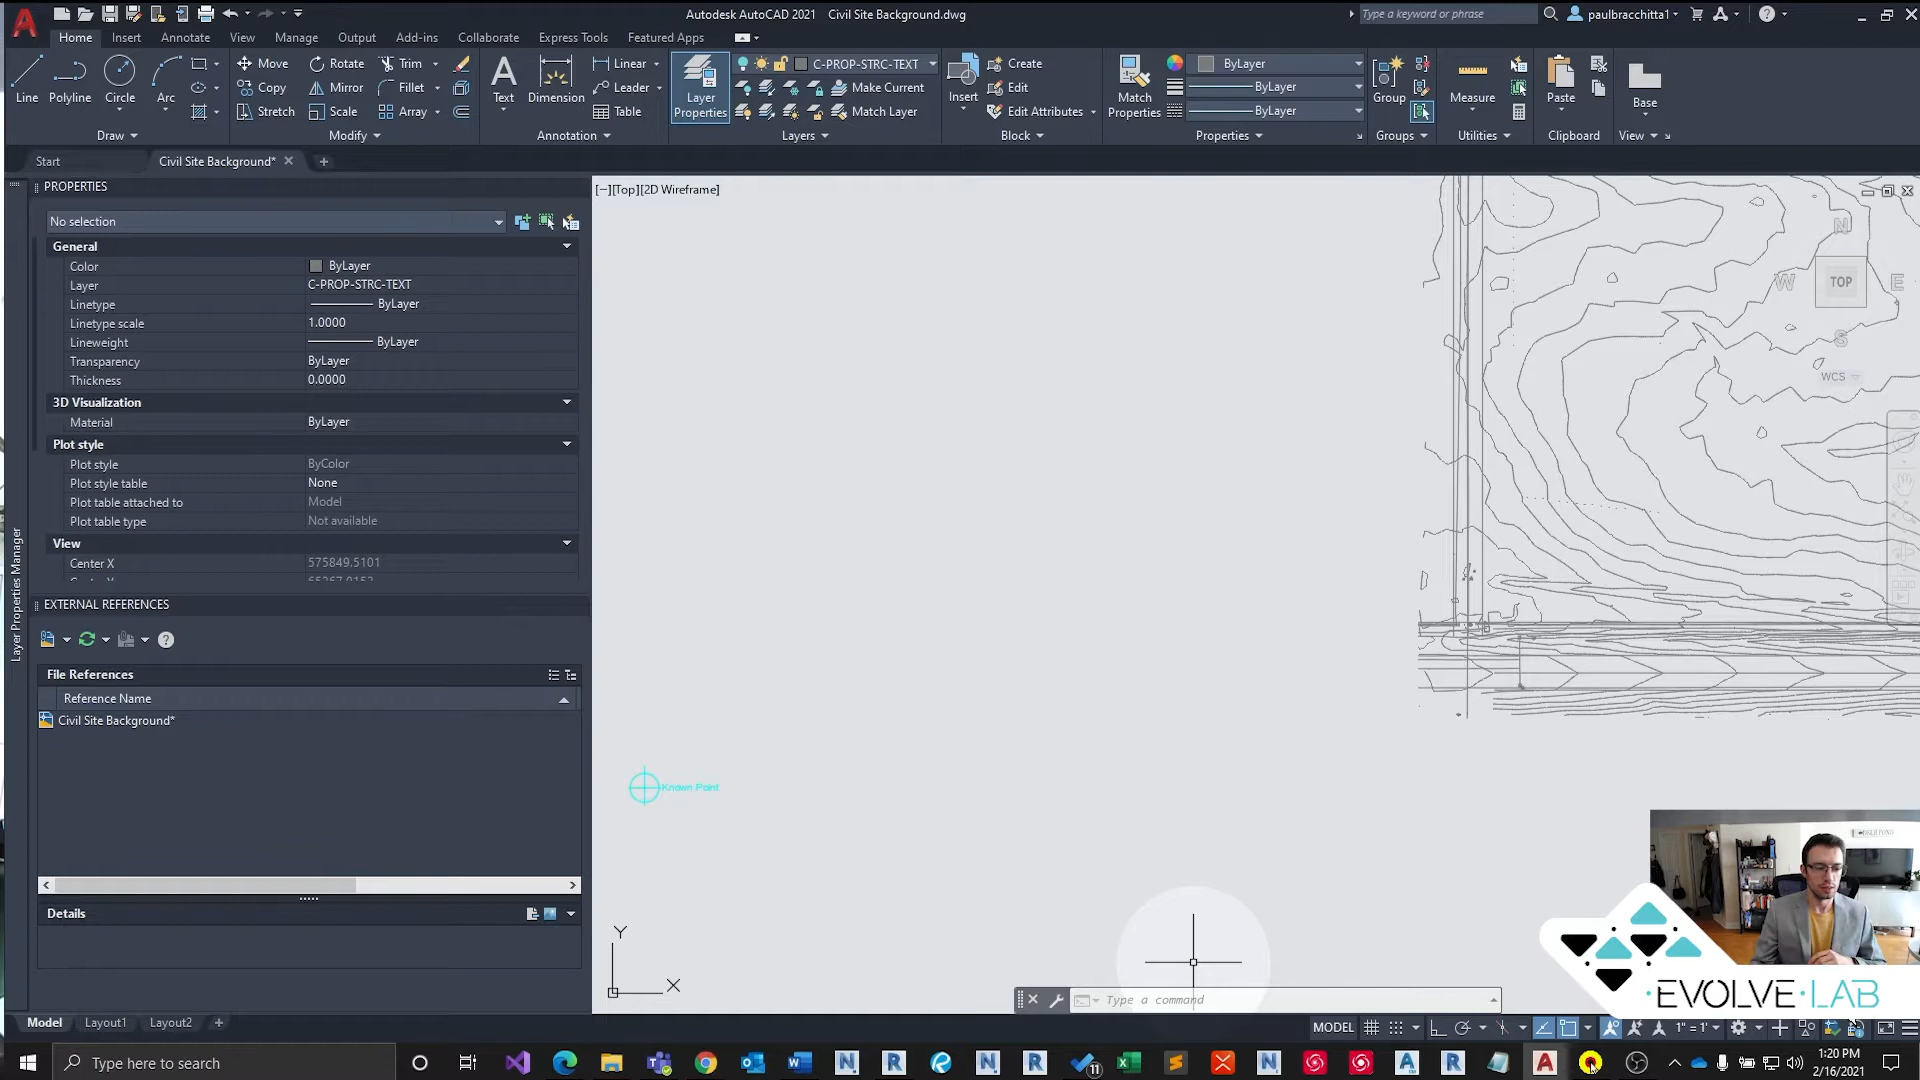 Autodesk AutoCAD 2021 Civil Site Background.dwg
Type a keyword or phrase
paulbracchitta1
Home Insert Annotate View Manage Output Add-ins Collaborate Express Tools Featured Apps
Line Polyline Circle Arc
Move Rotate Trim
Copy Mirror Fillet
Stretch Scale Array
Text Dimension
Linear
Leader
Table
Layer Properties
C-PROP-STRC-TEXT
Make Current
Match Layer
Insert
Create
Edit
Edit Attributes
Match Properties
ByLayer
ByLayer
ByLayer
Group
Measure
Paste
Base
Draw Modify Annotation Layers Block Properties Groups Utilities Clipboard View
Start Civil Site Background*
PROPERTIES
No selection
General
Color ByLayer
Layer C-PROP-STRC-TEXT
Linetype ByLayer
Linetype scale 1.0000
Lineweight ByLayer
Transparency ByLayer
Thickness 0.0000
3D Visualization
Material ByLayer
Plot style
Plot style ByColor
Plot style table None
Plot table attached to Model
Plot table type Not available
View
Center X 575849.5101
Layer Properties Manager
EXTERNAL REFERENCES
File References
Reference Name
Civil Site Background*
Details
[−][Top][2D Wireframe]
N
W TOP E
S
WCS
Known Point
Y
X
Type a command
EVOLVE LAB
Model Layout1 Layout2
MODEL
1" = 1'
Type here to search
11
1:20 PM
2/16/2021